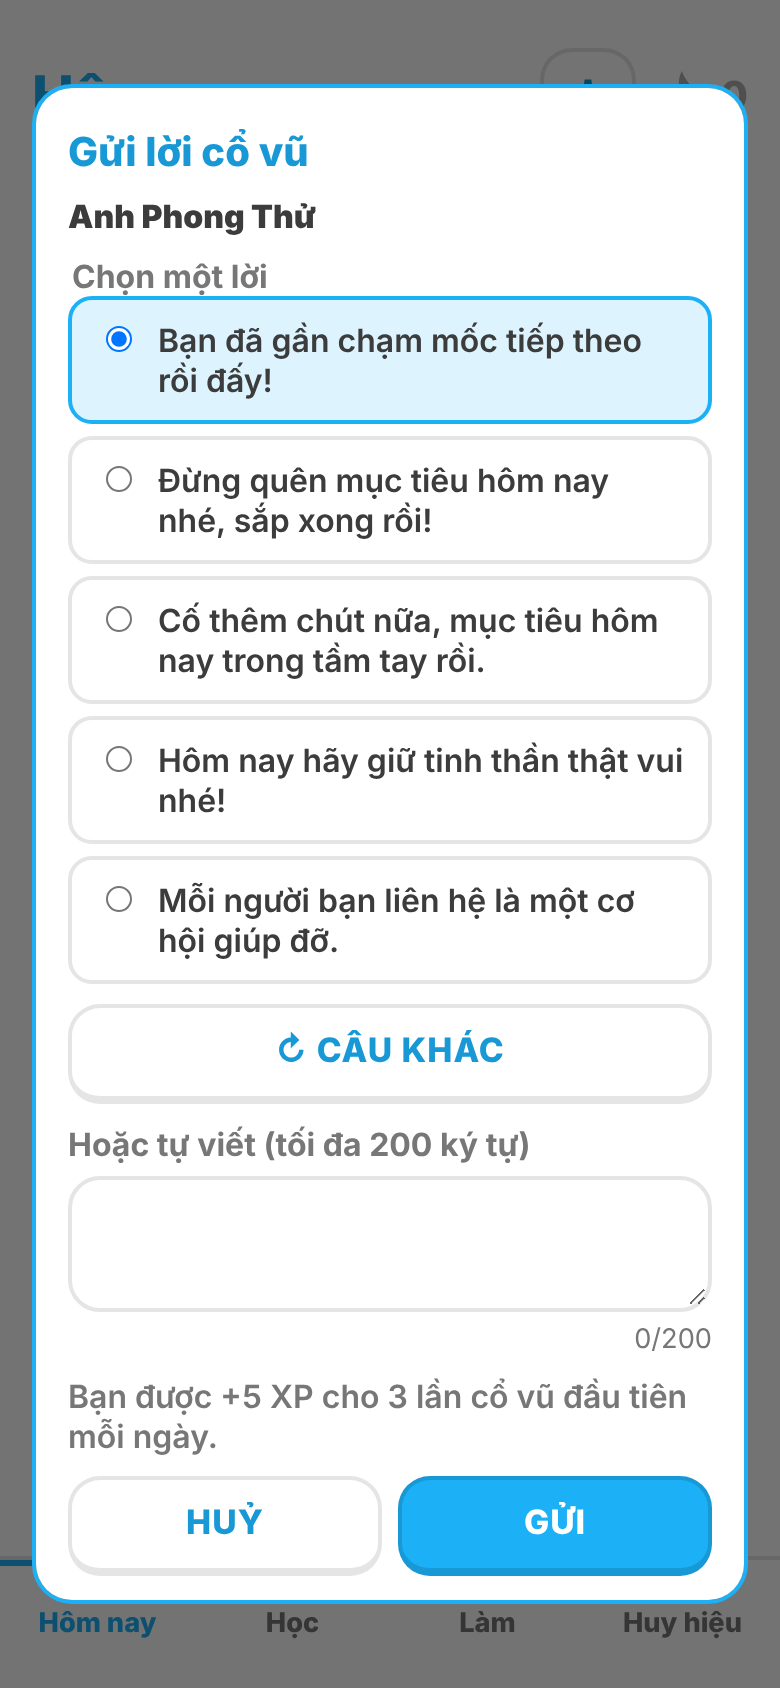 Gửi lời cổ vũ
Anh Phong Thử
Chọn một lời
Bạn đã gần chạm mốc tiếp theo
rồi đấy!
Đừng quên mục tiêu hôm nay
nhé, sắp xong rồi!
Cố thêm chút nữa, mục tiêu hôm
nay trong tầm tay rồi.
Hôm nay hãy giữ tinh thần thật vui
nhé!
Mỗi người bạn liên hệ là một cơ
hội giúp đỡ.
↻ CÂU KHÁC
Hoặc tự viết (tối đa 200 ký tự)
0/200
Bạn được +5 XP cho 3 lần cổ vũ đầu tiên
mỗi ngày.
HUỶ GỬI
Hôm nay Học Làm Huy hiệu